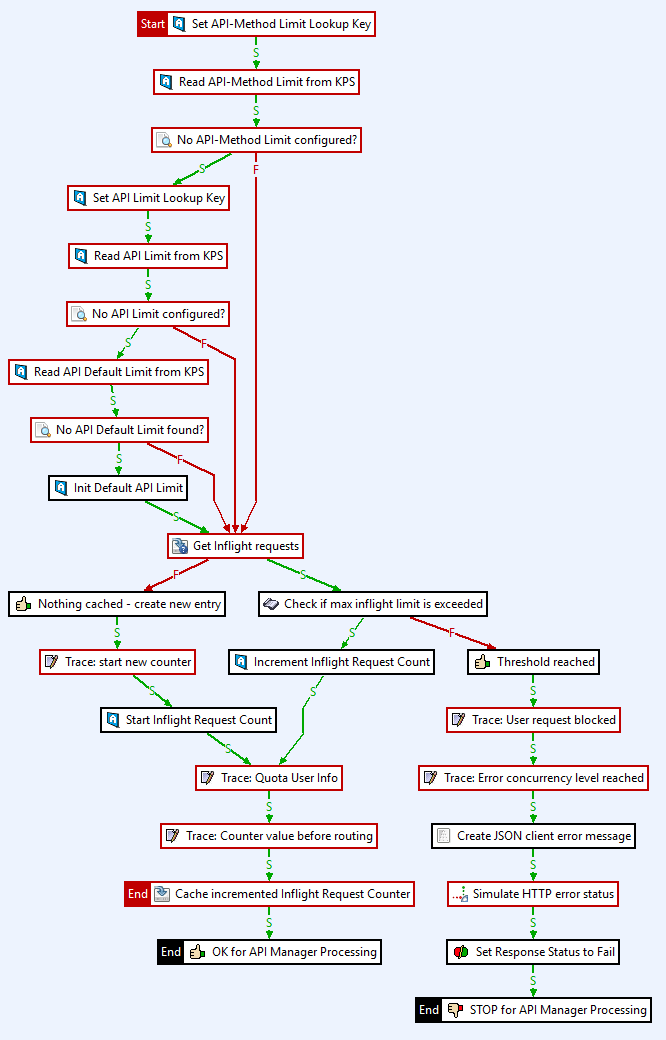 Start Set API-Method Limit Lookup Key
S
Read API-Method Limit from KPS
S
No API-Method Limit configured?
S
F
Set API Limit Lookup Key
S
Read API Limit from KPS
S
No API Limit configured?
S
F
Read API Default Limit from KPS
S
No API Default Limit found?
S
F
Init Default API Limit
S
Get Inflight requests
F
S
Nothing cached - create new entry
Check if max inflight limit is exceeded
S
S
F
Trace: start new counter
Increment Inflight Request Count
Threshold reached
S
S
S
Start Inflight Request Count
Trace: User request blocked
S
S
Trace: Quota User Info
Trace: Error concurrency level reached
S
S
Trace: Counter value before routing
Create JSON client error message
S
S
End Cache incremented Inflight Request Counter
Simulate HTTP error status
S
S
End OK for API Manager Processing
Set Response Status to Fail
S
End STOP for API Manager Processing